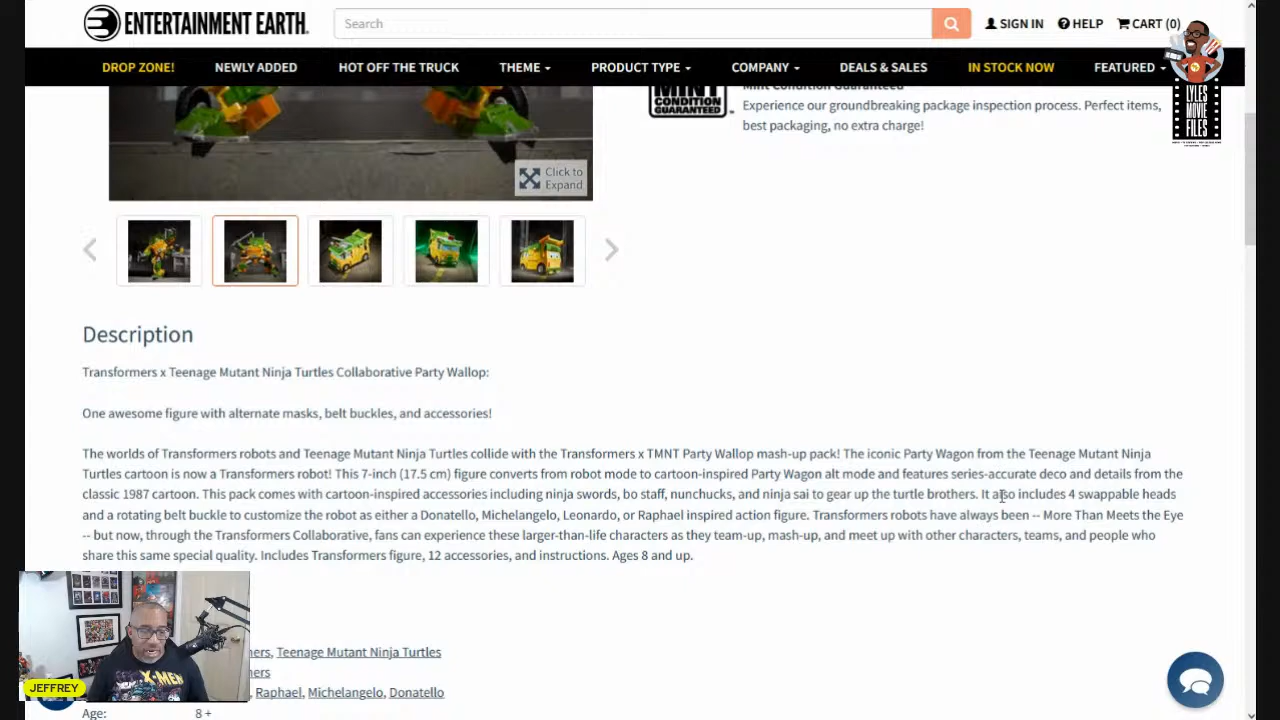 ENTERTAINMENT EARTH
Search
SIGN IN
HELP
CART (0)
DROP ZONE!
NEWLY ADDED
HOT OFF THE TRUCK
THEME
PRODUCT TYPE
COMPANY
DEALS & SALES
IN STOCK NOW
FEATURED
LYLES
MOVIE
FILES
MINT
CONDITION
GUARANTEED
Mint Condition Guaranteed
Experience our groundbreaking package inspection process. Perfect items,
best packaging, no extra charge!
Click to
Expand
Description
Transformers x Teenage Mutant Ninja Turtles Collaborative Party Wallop:
One awesome figure with alternate masks, belt buckles, and accessories!
The worlds of Transformers robots and Teenage Mutant Ninja Turtles collide with the Transformers x TMNT Party Wallop mash-up pack! The iconic Party Wagon from the Teenage Mutant Ninja
Turtles cartoon is now a Transformers robot! This 7-inch (17.5 cm) figure converts from robot mode to cartoon-inspired Party Wagon alt mode and features series-accurate deco and details from the
classic 1987 cartoon. This pack comes with cartoon-inspired accessories including ninja swords, bo staff, nunchucks, and ninja sai to gear up the turtle brothers. It also includes 4 swappable heads
and a rotating belt buckle to customize the robot as either a Donatello, Michelangelo, Leonardo, or Raphael inspired action figure. Transformers robots have always been -- More Than Meets the Eye
-- but now, through the Transformers Collaborative, fans can experience these larger-than-life characters as they team-up, mash-up, and meet up with other characters, teams, and people who
share this same special quality. Includes Transformers figure, 12 accessories, and instructions. Ages 8 and up.
Teenage Mutant Ninja Turtles
Raphael, Michelangelo, Donatello
Age: 8 +
X-MEN
JEFFREY